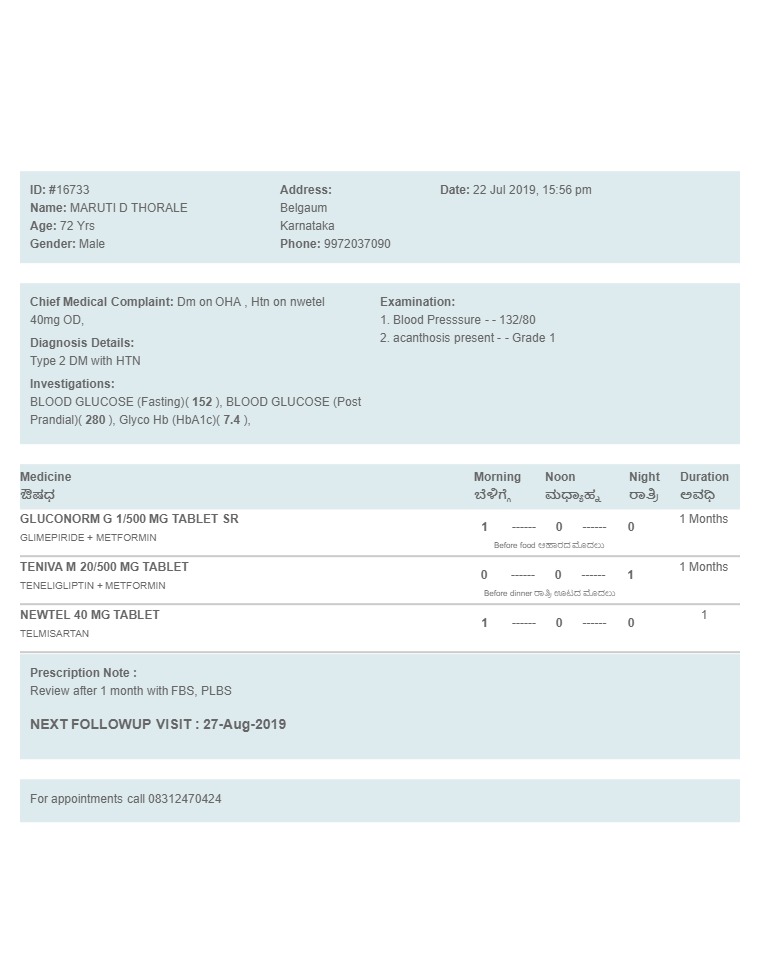 ID: #16733
Name: MARUTI D THORALE
Age: 72 Yrs
Gender: Male
Address:
Belgaum
Karnataka
Phone: 9972037090
Date: 22 Jul 2019, 15:56 pm
Chief Medical Complaint: Dm on OHA , Htn on nwetel
40mg OD,
Diagnosis Details:
Type 2 DM with HTN
Investigations:
BLOOD GLUCOSE (Fasting)( 152 ), BLOOD GLUCOSE (Post
Prandial)( 280 ), Glyco Hb (HbA1c)( 7.4 ),
Examination:
1. Blood Presssure - - 132/80
2. acanthosis present - - Grade 1
Medicine Morning Noon Night Duration
ಔಷಧ ಬೆಳಿಗ್ಗೆ ಮಧ್ಯಾಹ್ನ ರಾತ್ರಿ ಅವಧಿ
GLUCONORM G 1/500 MG TABLET SR 1 ------ 0 ------ 0 1 Months
GLIMEPIRIDE + METFORMIN
Before food ಆಹಾರದ ಮೊದಲು
TENIVA M 20/500 MG TABLET 0 ------ 0 ------ 1 1 Months
TENELIGLIPTIN + METFORMIN
Before dinner ರಾತ್ರಿ ಊಟದ ಮೊದಲು
NEWTEL 40 MG TABLET 1 ------ 0 ------ 0 1
TELMISARTAN
Prescription Note :
Review after 1 month with FBS, PLBS
NEXT FOLLOWUP VISIT : 27-Aug-2019
For appointments call 08312470424